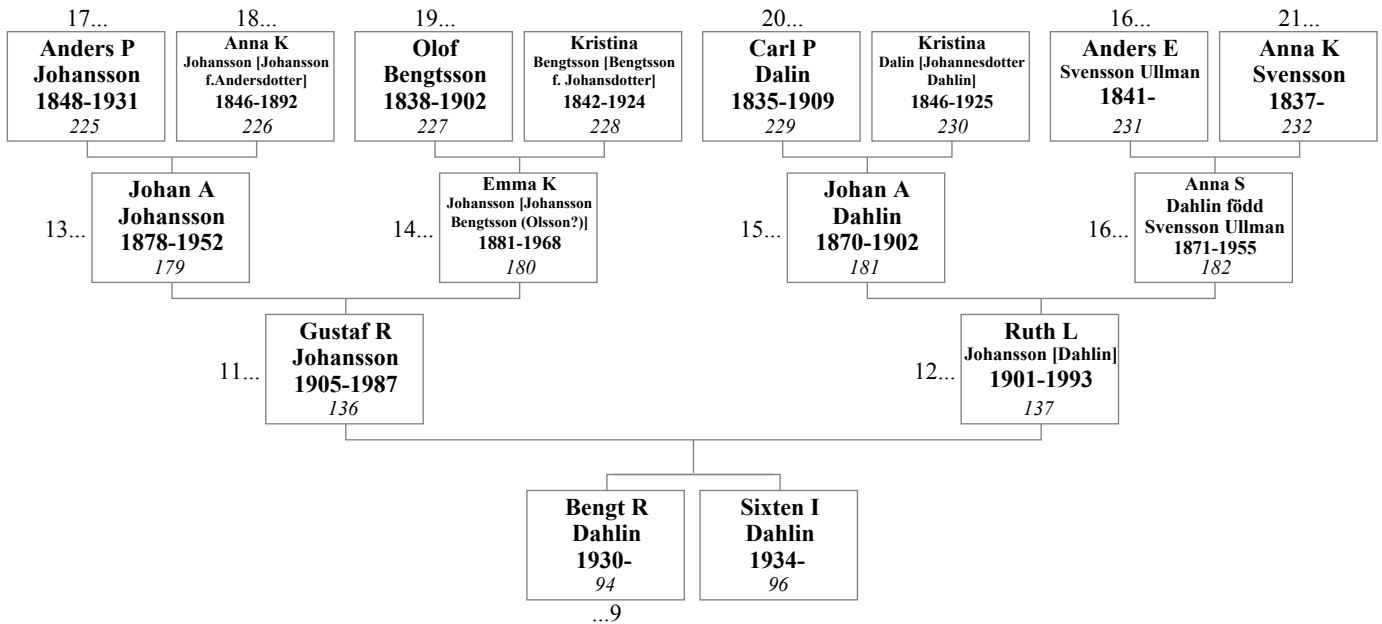 17...
Anders P
Johansson
1848-1931
225
18...
Anna K
Johansson [Johansson
f.Andersdotter]
1846-1892
226
19...
Olof
Bengtsson
1838-1902
227
Kristina
Bengtsson [Bengtsson
f. Johansdotter]
1842-1924
228
20...
Carl P
Dalin
1835-1909
229
Kristina
Dalin [Johannesdotter
Dahlin]
1846-1925
230
16...
Anders E
Svensson Ullman
1841-
231
21...
Anna K
Svensson
1837-
232
13...
Johan A
Johansson
1878-1952
179
14...
Emma K
Johansson [Johansson
Bengtsson (Olsson?)]
1881-1968
180
15...
Johan A
Dahlin
1870-1902
181
16...
Anna S
Dahlin född
Svensson Ullman
1871-1955
182
11...
Gustaf R
Johansson
1905-1987
136
12...
Ruth L
Johansson [Dahlin]
1901-1993
137
Bengt R
Dahlin
1930-
94
...9
Sixten I
Dahlin
1934-
96